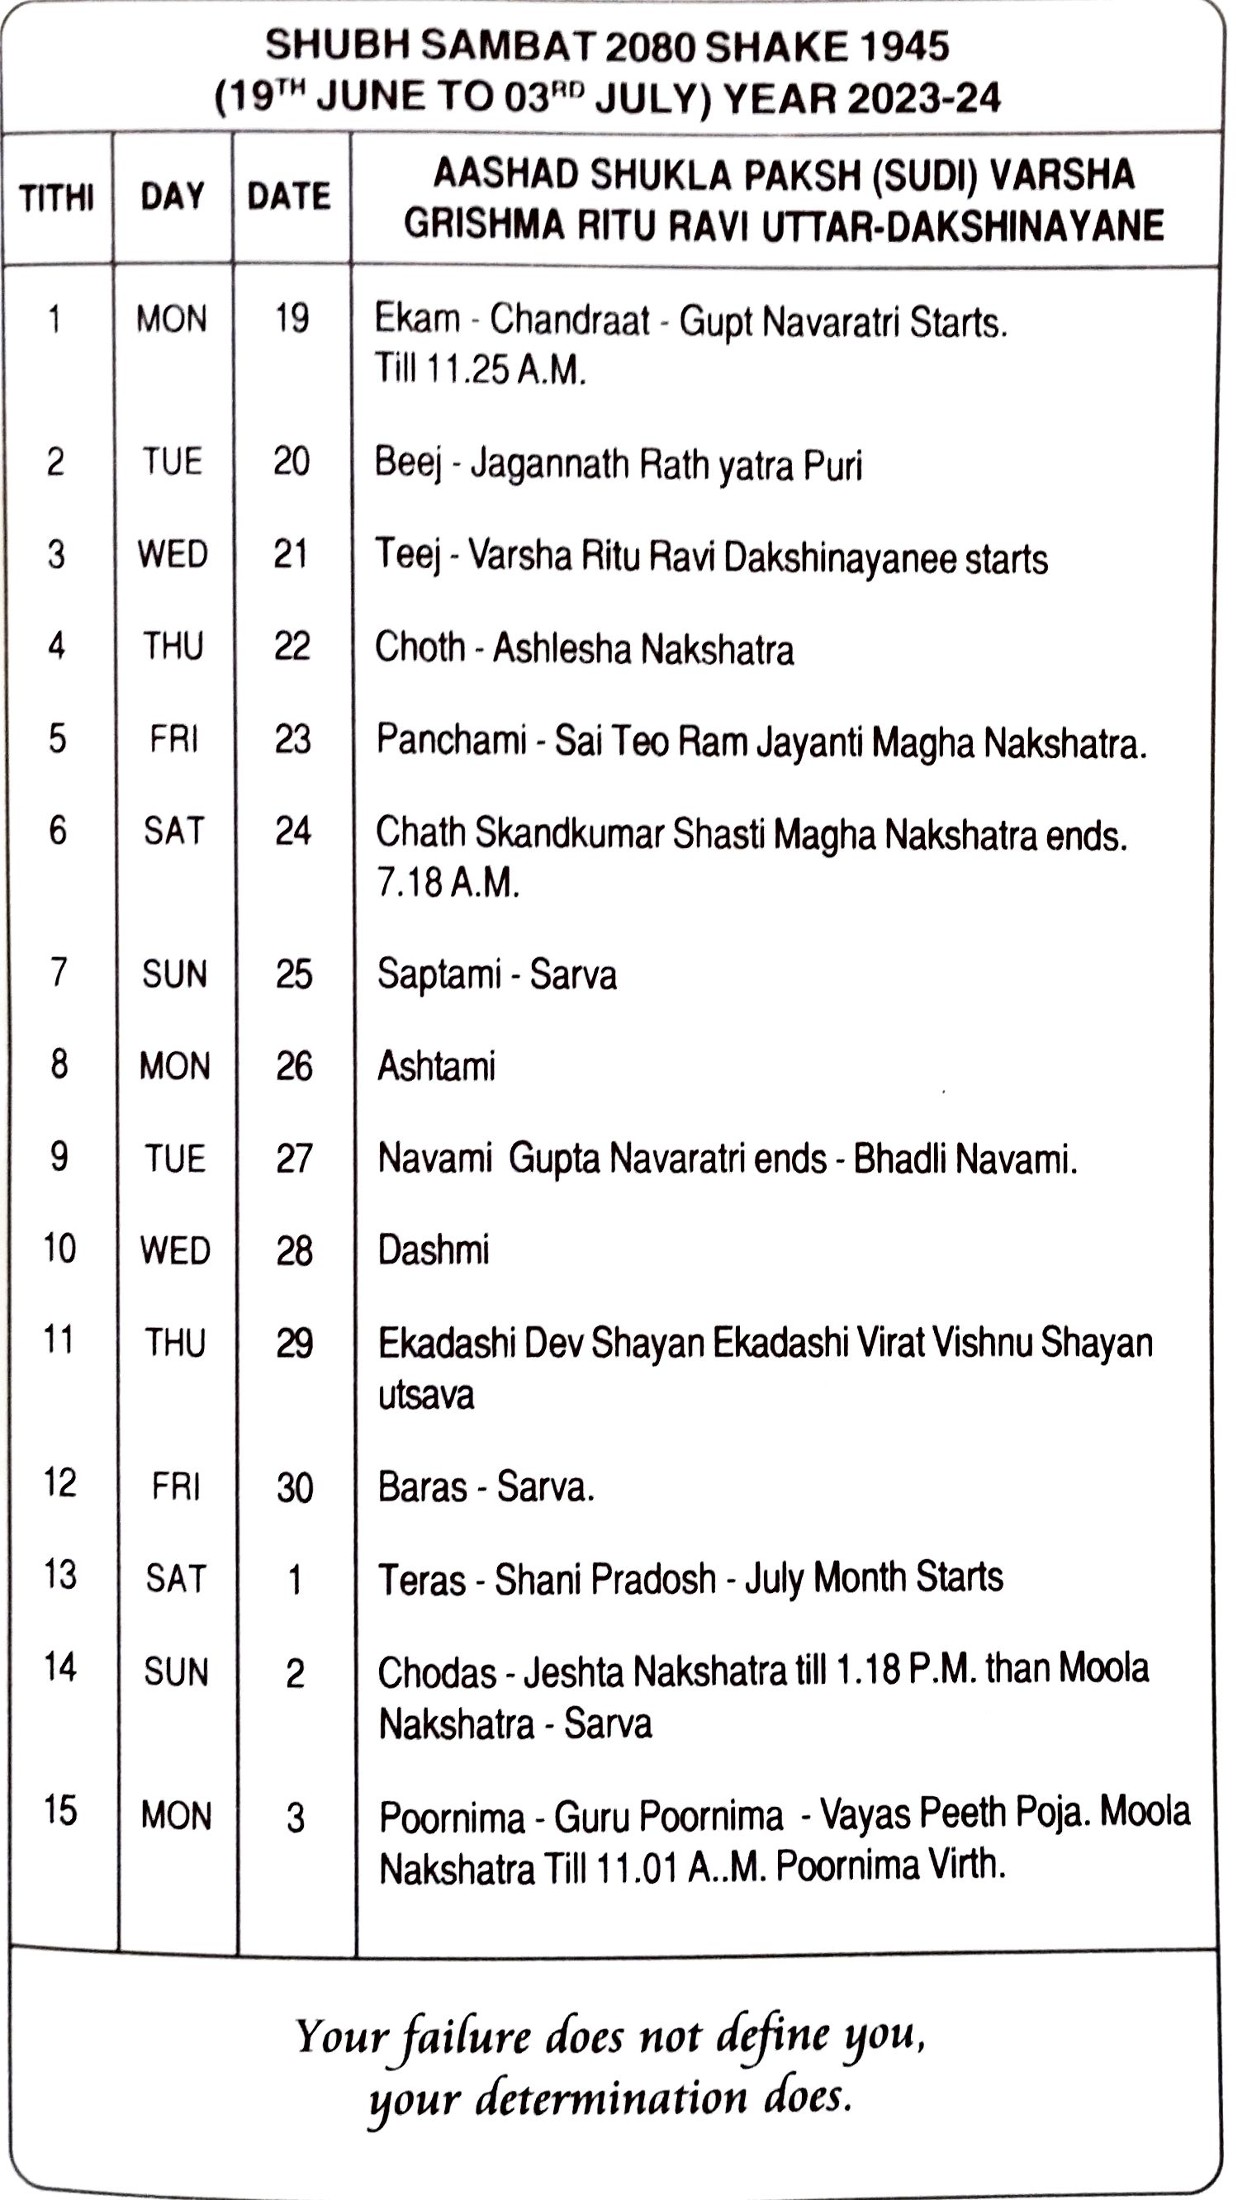 SHUBH SAMBAT 2080 SHAKE 1945
(19TH JUNE TO 03RD JULY) YEAR 2023-24
TITHI DAY DATE AASHAD SHUKLA PAKSH (SUDI) VARSHA
GRISHMA RITU RAVI UTTAR-DAKSHINAYANE
1 MON 19 Ekam - Chandraat - Gupt Navaratri Starts.
Till 11.25 A.M.
2 TUE 20 Beej - Jagannath Rath yatra Puri
3 WED 21 Teej - Varsha Ritu Ravi Dakshinayanee starts
4 THU 22 Choth - Ashlesha Nakshatra
5 FRI 23 Panchami - Sai Teo Ram Jayanti Magha Nakshatra.
6 SAT 24 Chath Skandkumar Shasti Magha Nakshatra ends.
7.18 A.M.
7 SUN 25 Saptami - Sarva
8 MON 26 Ashtami
9 TUE 27 Navami Gupta Navaratri ends - Bhadli Navami.
10 WED 28 Dashmi
11 THU 29 Ekadashi Dev Shayan Ekadashi Virat Vishnu Shayan
utsava
12 FRI 30 Baras - Sarva.
13 SAT 1 Teras - Shani Pradosh - July Month Starts
14 SUN 2 Chodas - Jeshta Nakshatra till 1.18 P.M. than Moola
Nakshatra - Sarva
15 MON 3 Poornima - Guru Poornima - Vayas Peeth Poja. Moola
Nakshatra Till 11.01 A..M. Poornima Virth.
Your failure does not define you,
your determination does.